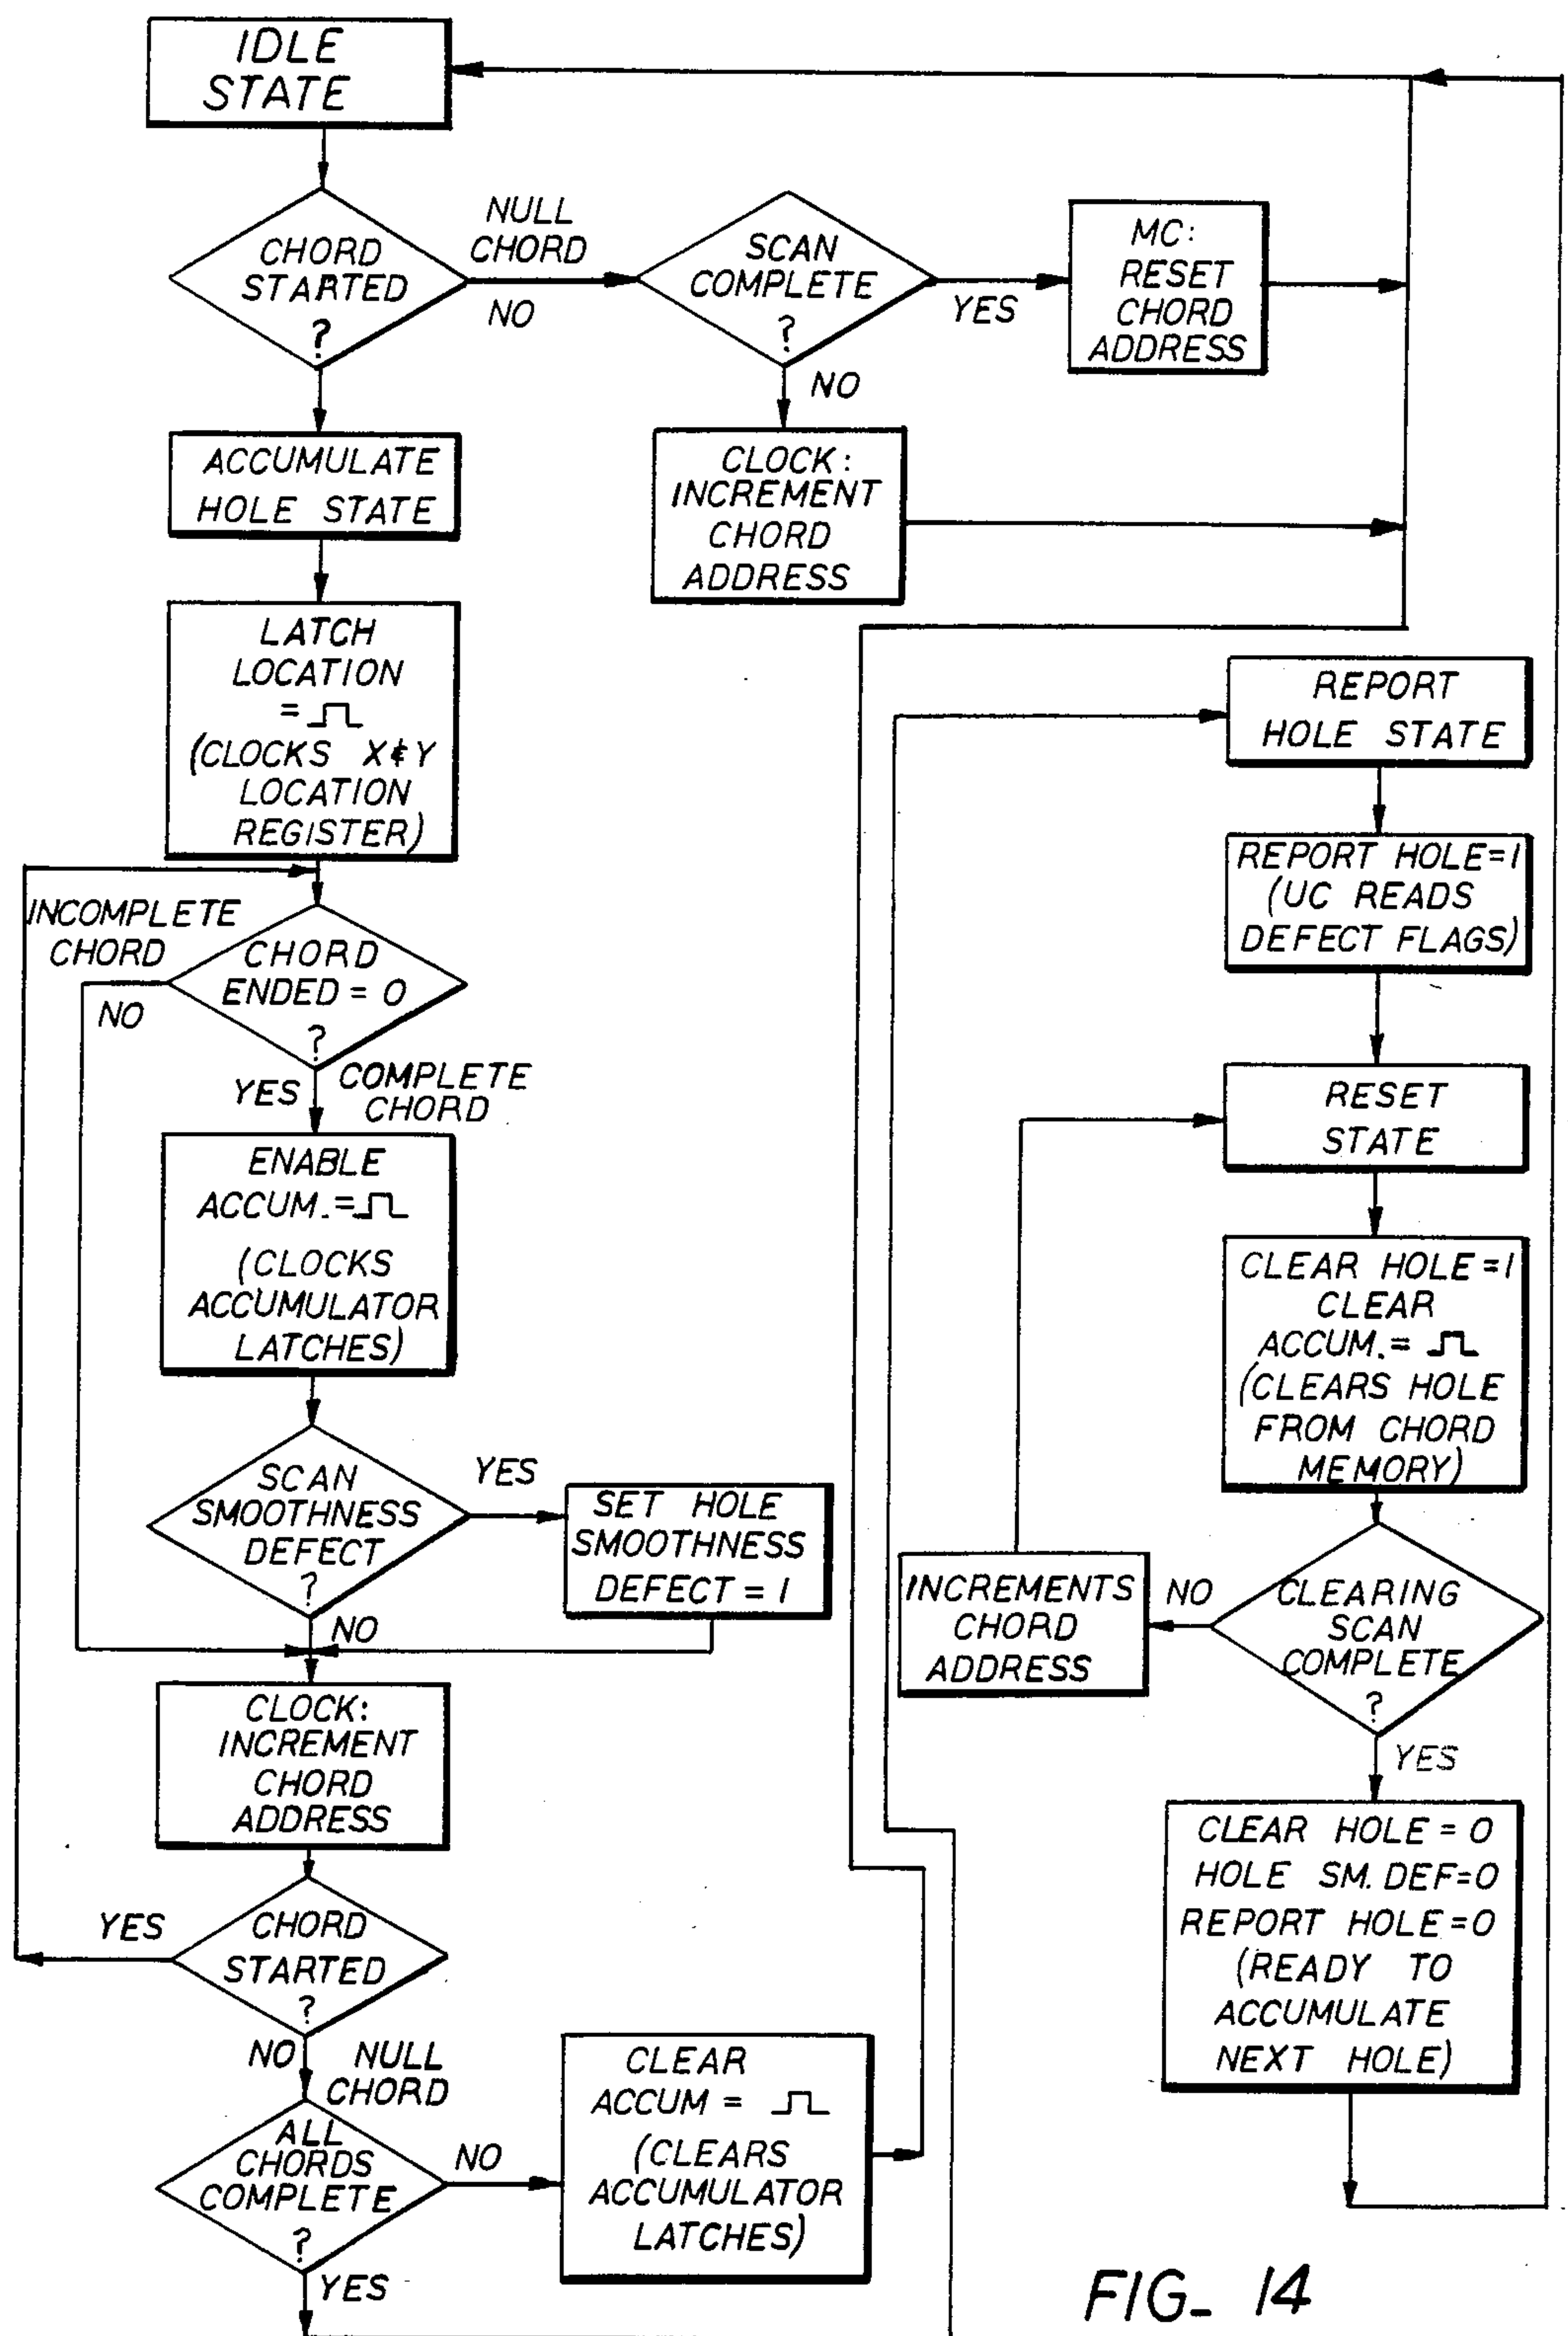 IDLE
STATE
CHORD
STARTED
?
NULL
CHORD
NO
SCAN
COMPLETE
?
YES
MC:
RESET
CHORD
ADDRESS
NO
CLOCK:
INCREMENT
CHORD
ADDRESS
ACCUMULATE
HOLE STATE
LATCH
LOCATION
=
(CLOCKS X & Y
LOCATION
REGISTER)
INCOMPLETE
CHORD
NO
CHORD
ENDED = 0
?
YES
COMPLETE
CHORD
ENABLE
ACCUM. =
(CLOCKS
ACCUMULATOR
LATCHES)
SCAN
SMOOTHNESS
DEFECT
?
YES
SET HOLE
SMOOTHNESS
DEFECT = 1
NO
CLOCK:
INCREMENT
CHORD
ADDRESS
YES
CHORD
STARTED
?
NO
NULL
CHORD
ALL
CHORDS
COMPLETE
?
NO
CLEAR
ACCUM =
(CLEARS
ACCUMULATOR
LATCHES)
YES
REPORT
HOLE STATE
REPORT HOLE=1
(UC READS
DEFECT FLAGS)
RESET
STATE
CLEAR HOLE=1
CLEAR
ACCUM. =
(CLEARS HOLE
FROM CHORD
MEMORY)
CLEARING
SCAN
COMPLETE
?
NO
INCREMENTS
CHORD
ADDRESS
YES
CLEAR HOLE = 0
HOLE SM. DEF=0
REPORT HOLE=0
(READY TO
ACCUMULATE
NEXT HOLE)
FIG_ 14